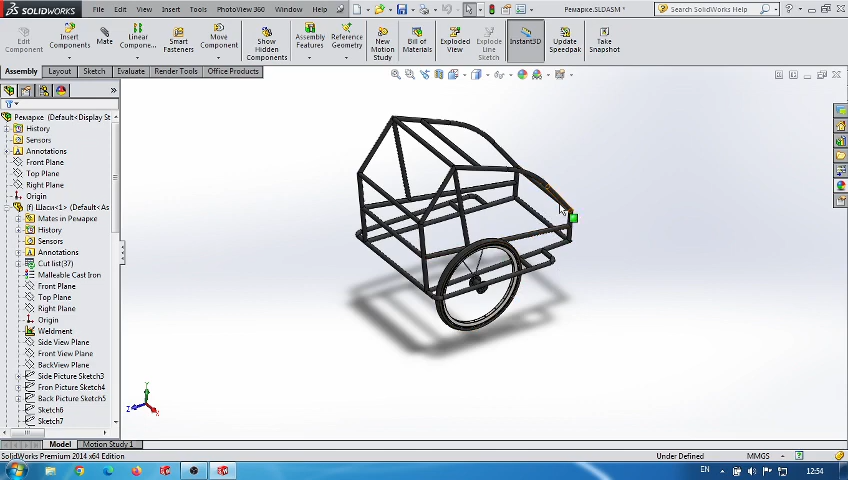 SOLIDWORKS File Edit View Insert Tools PhotoView 360 Window Help Ремарке.SLDASM * Search SolidWorks Help
Edit Component
Insert Components
Mate
Linear Compone...
Smart Fasteners
Move Component
Show Hidden Components
Assembly Features
Reference Geometry
New Motion Study
Bill of Materials
Exploded View
Explode Line Sketch
Instant3D
Update Speedpak
Take Snapshot
Assembly Layout Sketch Evaluate Render Tools Office Products
Ремарке (Default<Display St
History
Sensors
Annotations
Front Plane
Top Plane
Right Plane
Origin
(f) Шаси<1> (Default<As
Mates in Ремарке
History
Sensors
Annotations
Cut list(37)
Malleable Cast Iron
Front Plane
Top Plane
Right Plane
Origin
Weldment
Side View Plane
Front View Plane
BackView Plane
Side Picture Sketch3
Fron Picture Sketch4
Back Picture Sketch5
Sketch6
Sketch7
Y
Z
X
Model Motion Study 1
SolidWorks Premium 2014 x64 Edition Under Defined MMGS
EN 12:54